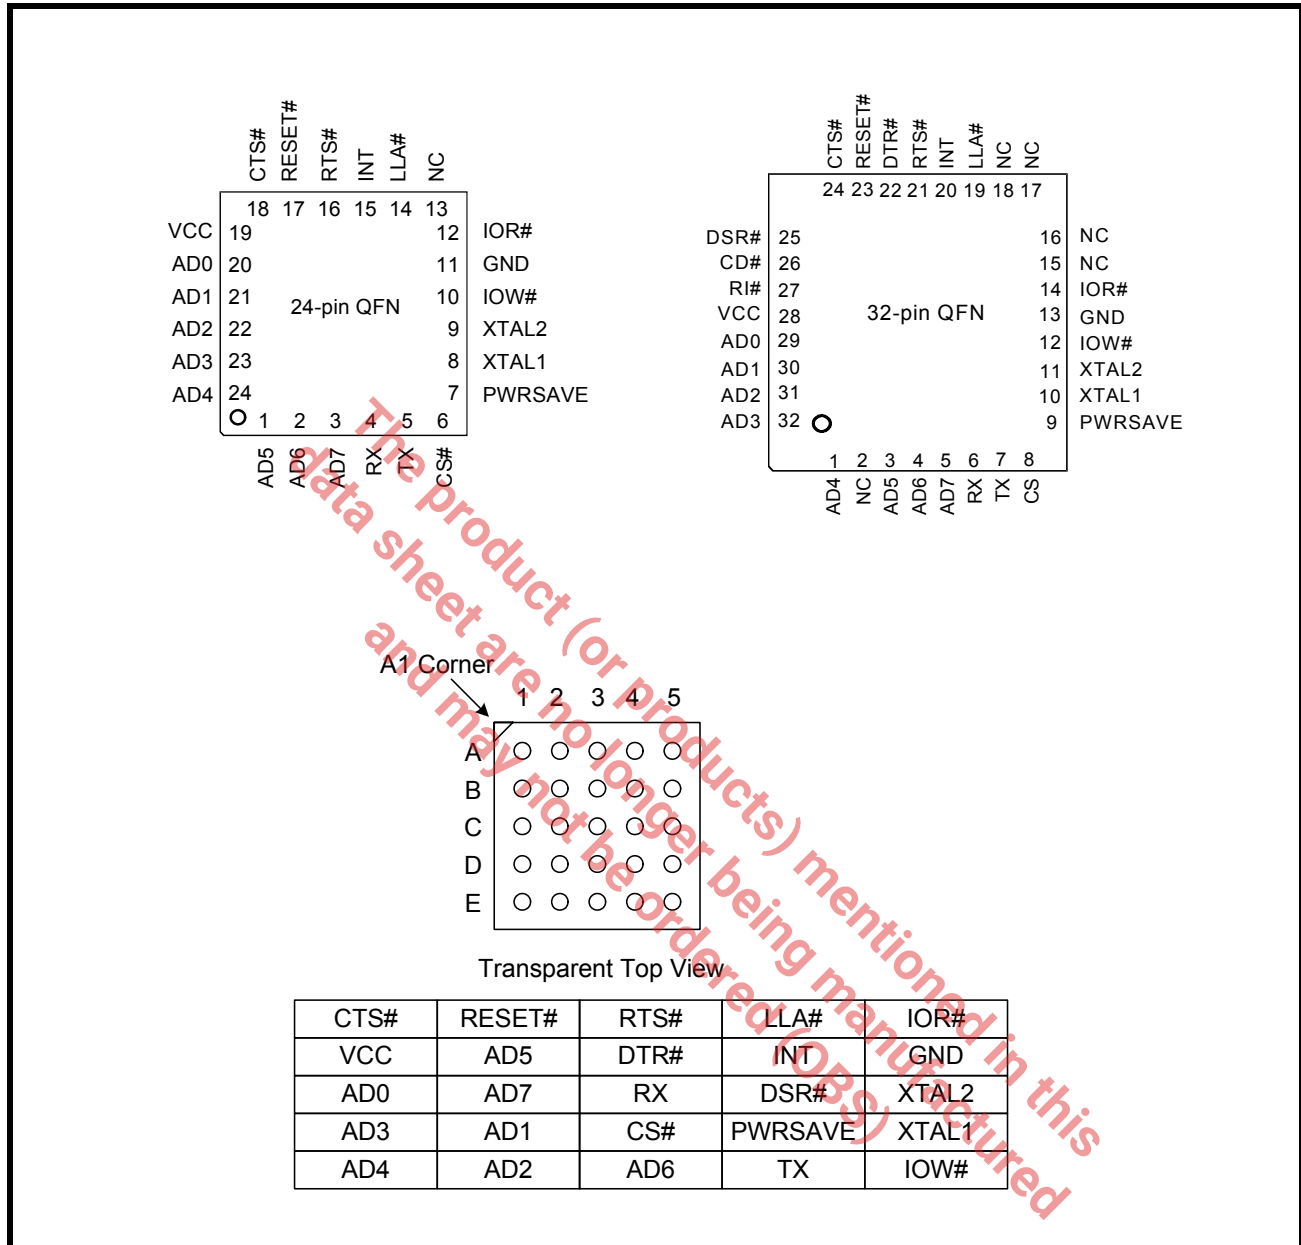 CTS# RESET# RTS# INT LLA# NC
18 17 16 15 14 13
VCC 19 12 IOR#
AD0 20 11 GND
AD1 21 10 IOW#
24-pin QFN
AD2 22 9 XTAL2
AD3 23 8 XTAL1
AD4 24 7 PWRSAVE
1 2 3 4 5 6
AD5 AD6 AD7 RX TX CS#
CTS# RESET# DTR# RTS# INT LLA# NC NC
24 23 22 21 20 19 18 17
DSR# 25 16 NC
CD# 26 15 NC
RI# 27 14 IOR#
VCC 28 32-pin QFN 13 GND
AD0 29 12 IOW#
AD1 30 11 XTAL2
AD2 31 10 XTAL1
AD3 32 9 PWRSAVE
1 2 3 4 5 6 7 8
AD4 NC AD5 AD6 AD7 RX TX CS
A1 Corner
1 2 3 4 5
A
B
C
D
E
Transparent Top View
CTS# RESET# RTS# LLA# IOR#
VCC AD5 DTR# INT GND
AD0 AD7 RX DSR# XTAL2
AD3 AD1 CS# PWRSAVE XTAL1
AD4 AD2 AD6 TX IOW#
The product (or products) mentioned in this
data sheet are no longer being manufactured
and may not be ordered (OBS)